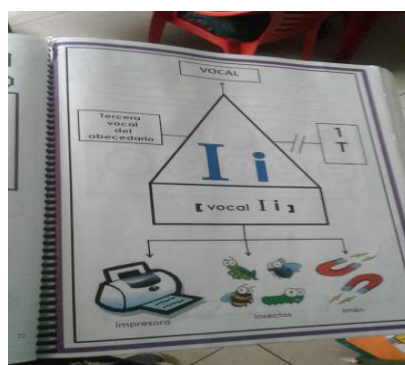 VOCAL
Tercera
vocal
del
abecedario
T
I i
[vocal I i]
impresora
insectos
imán